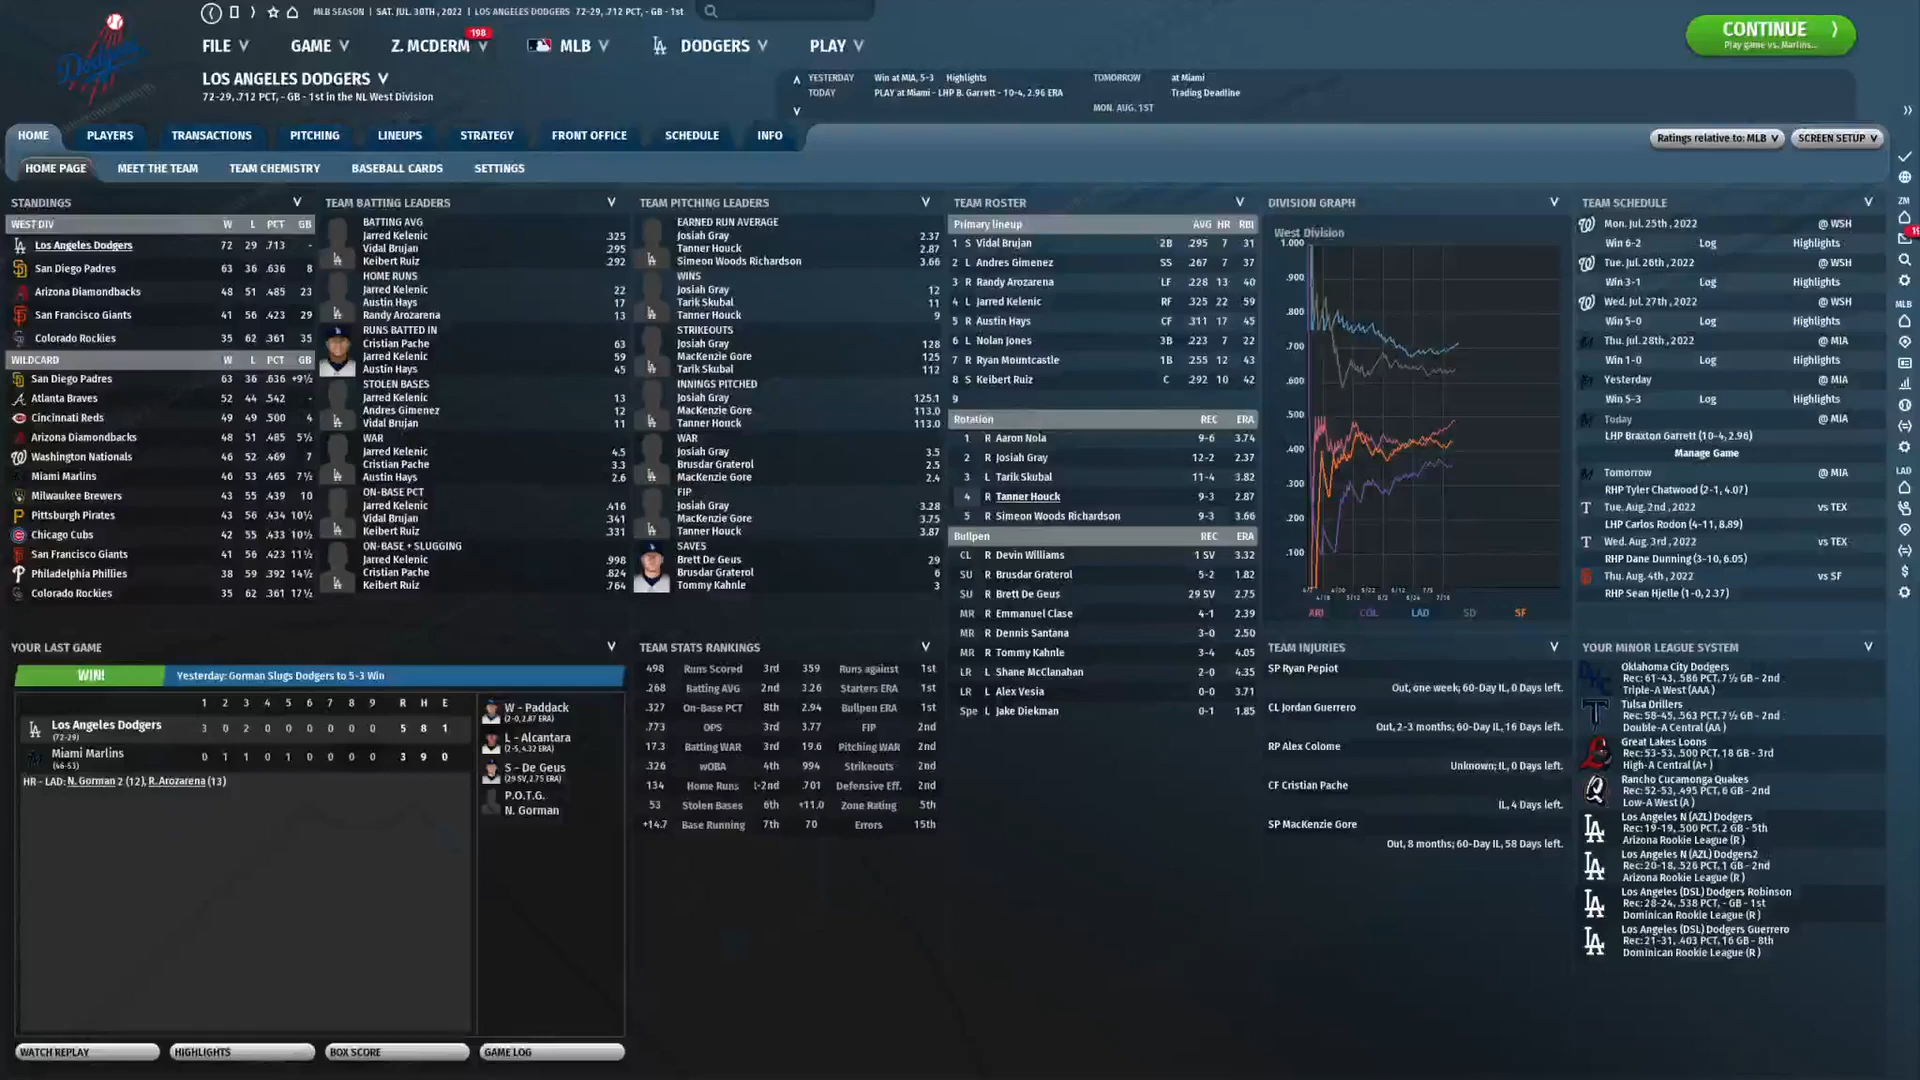 MLB SEASON | SAT. JUL. 30TH, 2022 | LOS ANGELES DODGERS 72-29, .712 PCT, - GB - 1st
FILE GAME Z. MCDERM 198 MLB DODGERS PLAY
CONTINUE
Play game vs. Marlins...
LOS ANGELES DODGERS
72-29, .712 PCT, - GB - 1st in the NL West Division
YESTERDAY Win at MIA, 5-3 Highlights
TODAY PLAY at Miami - LHP B. Garrett - 10-4, 2.96 ERA
TOMORROW at Miami
Trading Deadline
MON. AUG. 1ST
HOME PLAYERS TRANSACTIONS PITCHING LINEUPS STRATEGY FRONT OFFICE SCHEDULE INFO
Ratings relative to: MLB SCREEN SETUP
HOME PAGE MEET THE TEAM TEAM CHEMISTRY BASEBALL CARDS SETTINGS
STANDINGS
WEST DIV W L PCT GB
Los Angeles Dodgers 72 29 .713 -
San Diego Padres 63 36 .636 8
Arizona Diamondbacks 48 51 .485 23
San Francisco Giants 41 56 .423 29
Colorado Rockies 35 62 .361 35
WILDCARD W L PCT GB
San Diego Padres 63 36 .636 +9½
Atlanta Braves 52 44 .542 -
Cincinnati Reds 49 49 .500 4
Arizona Diamondbacks 48 51 .485 5½
Washington Nationals 46 52 .469 7
Miami Marlins 46 53 .465 7½
Milwaukee Brewers 43 55 .439 10
Pittsburgh Pirates 43 56 .434 10½
Chicago Cubs 42 55 .433 10½
San Francisco Giants 41 56 .423 11½
Philadelphia Phillies 38 59 .392 14½
Colorado Rockies 35 62 .361 17½
TEAM BATTING LEADERS
BATTING AVG
Jarred Kelenic .325
Vidal Brujan .295
Keibert Ruiz .292
HOME RUNS
Jarred Kelenic 22
Austin Hays 17
Randy Arozarena 13
RUNS BATTED IN
Cristian Pache 63
Jarred Kelenic 59
Austin Hays 45
STOLEN BASES
Jarred Kelenic 13
Andres Gimenez 12
Vidal Brujan 11
WAR
Jarred Kelenic 4.5
Cristian Pache 3.3
Austin Hays 2.6
ON-BASE PCT
Jarred Kelenic .416
Vidal Brujan .341
Keibert Ruiz .331
ON-BASE + SLUGGING
Jarred Kelenic .998
Cristian Pache .824
Keibert Ruiz .764
TEAM PITCHING LEADERS
EARNED RUN AVERAGE
Josiah Gray 2.37
Tanner Houck 2.87
Simeon Woods Richardson 3.66
WINS
Josiah Gray 12
Tarik Skubal 11
Tanner Houck 9
STRIKEOUTS
Josiah Gray 128
MacKenzie Gore 125
Tarik Skubal 112
INNINGS PITCHED
Josiah Gray 125.1
MacKenzie Gore 113.0
Tanner Houck 113.0
WAR
Josiah Gray 3.5
Brusdar Graterol 2.5
MacKenzie Gore 2.4
FIP
Josiah Gray 3.28
MacKenzie Gore 3.75
Tanner Houck 3.87
SAVES
Brett De Geus 29
Brusdar Graterol 6
Tommy Kahnle 3
TEAM ROSTER
Primary lineup AVG HR RBI
1 S Vidal Brujan 2B .295 7 31
2 L Andres Gimenez SS .267 7 37
3 R Randy Arozarena LF .228 13 40
4 L Jarred Kelenic RF .325 22 59
5 R Austin Hays CF .311 17 45
6 L Nolan Jones 3B .223 7 22
7 R Ryan Mountcastle 1B .255 12 43
8 S Keibert Ruiz C .292 10 42
9
Rotation REC ERA
1 R Aaron Nola 9-6 3.74
2 R Josiah Gray 12-2 2.37
3 L Tarik Skubal 11-4 3.82
4 R Tanner Houck 9-3 2.87
5 R Simeon Woods Richardson 9-3 3.66
Bullpen REC ERA
CL R Devin Williams 1 SV 3.32
SU R Brusdar Graterol 5-2 1.82
SU R Brett De Geus 29 SV 2.75
MR R Emmanuel Clase 4-1 2.39
MR R Dennis Santana 3-0 2.50
MR R Tommy Kahnle 3-4 4.05
LR L Shane McClanahan 2-0 4.35
LR L Alex Vesia 0-0 3.71
Spe L Jake Diekman 0-1 1.85
DIVISION GRAPH
West Division
1.000
.900
.800
.700
.600
.500
.400
.300
.200
.100
ARI COL LAD SD SF
TEAM SCHEDULE
Mon. Jul. 25th, 2022 @ WSH
Win 6-2 Log Highlights
Tue. Jul. 26th, 2022 @ WSH
Win 3-1 Log Highlights
Wed. Jul. 27th, 2022 @ WSH
Win 5-0 Log Highlights
Thu. Jul. 28th, 2022 @ MIA
Win 1-0 Log Highlights
Yesterday @ MIA
Win 5-3 Log Highlights
Today @ MIA
LHP Braxton Garrett (10-4, 2.96)
Manage Game
Tomorrow @ MIA
RHP Tyler Chatwood (2-1, 4.07)
Tue. Aug. 2nd, 2022 vs TEX
LHP Carlos Rodon (4-11, 8.89)
Wed. Aug. 3rd, 2022 vs TEX
RHP Dane Dunning (3-10, 6.05)
Thu. Aug. 4th, 2022 vs SF
RHP Sean Hjelle (1-0, 2.37)
ZM
MLB
LAD
YOUR LAST GAME
WIN! Yesterday: Gorman Slugs Dodgers to 5-3 Win
1 2 3 4 5 6 7 8 9 R H E
Los Angeles Dodgers 3 0 2 0 0 0 0 0 0 5 8 1
(72-29)
Miami Marlins 0 1 1 0 1 0 0 0 0 3 9 0
(46-53)
HR - LAD: N. Gorman 2 (12), R. Arozarena (13)
W - Paddack
(2-0, 2.87 ERA)
L - Alcantara
(2-5, 4.32 ERA)
S - De Geus
(29 SV, 2.75 ERA)
P.O.T.G.
N. Gorman
WATCH REPLAY HIGHLIGHTS BOX SCORE GAME LOG
TEAM STATS RANKINGS
498 Runs Scored 3rd 359 Runs against 1st
.268 Batting AVG 2nd 3.26 Starters ERA 1st
.327 On-Base PCT 8th 2.94 Bullpen ERA 1st
.773 OPS 3rd 3.77 FIP 2nd
17.3 Batting WAR 3rd 19.6 Pitching WAR 2nd
.326 wOBA 4th 994 Strikeouts 2nd
134 Home Runs t-2nd .701 Defensive Eff. 2nd
53 Stolen Bases 6th +11.0 Zone Rating 5th
+14.7 Base Running 7th 70 Errors 15th
TEAM INJURIES
SP Ryan Pepiot
Out, one week; 60-Day IL, 0 Days left.
CL Jordan Guerrero
Out, 2-3 months; 60-Day IL, 16 Days left.
RP Alex Colome
Unknown; IL, 0 Days left.
CF Cristian Pache
IL, 4 Days left.
SP MacKenzie Gore
Out, 8 months; 60-Day IL, 58 Days left.
YOUR MINOR LEAGUE SYSTEM
Oklahoma City Dodgers
Rec: 61-43, .586 PCT, 7 ½ GB - 2nd
Triple-A West (AAA )
Tulsa Drillers
Rec: 58-45, .563 PCT, 7 ½ GB - 2nd
Double-A Central (AA )
Great Lakes Loons
Rec: 53-53, .500 PCT, 18 GB - 3rd
High-A Central (A+ )
Rancho Cucamonga Quakes
Rec: 52-53, .495 PCT, 6 GB - 2nd
Low-A West (A )
Los Angeles N (AZL) Dodgers
Rec: 19-19, .500 PCT, 2 GB - 5th
Arizona Rookie League (R )
Los Angeles N (AZL) Dodgers2
Rec: 20-18, .526 PCT, 1 GB - 2nd
Arizona Rookie League (R )
Los Angeles (DSL) Dodgers Robinson
Rec: 28-24, .538 PCT, - GB - 1st
Dominican Rookie League (R )
Los Angeles (DSL) Dodgers Guerrero
Rec: 21-31, .403 PCT, 16 GB - 8th
Dominican Rookie League (R )